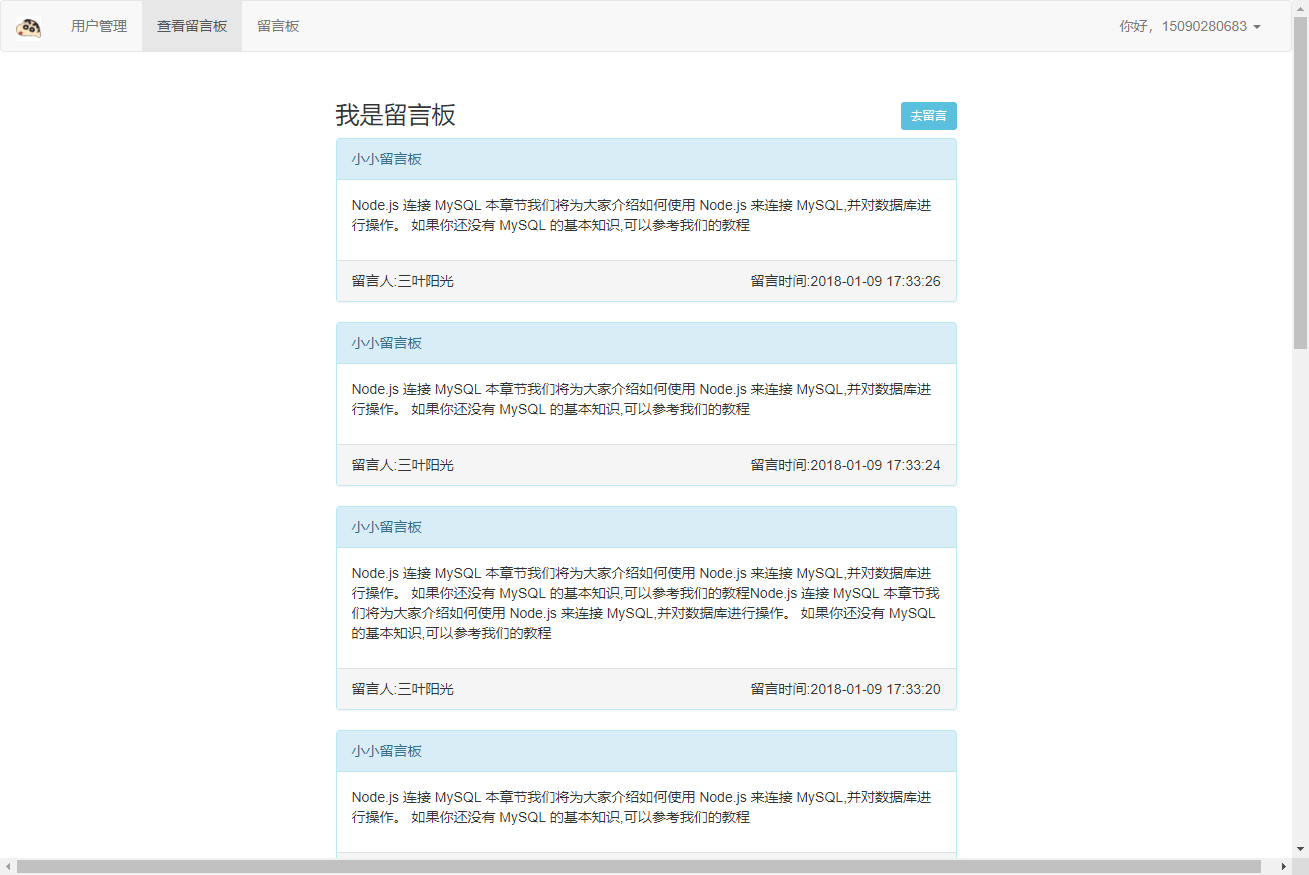 用户管理 查看留言板 留言板 你好，15090280683
我是留言板 去留言
小小留言板
Node.js 连接 MySQL 本章节我们将为大家介绍如何使用 Node.js 来连接 MySQL,并对数据库进
行操作。 如果你还没有 MySQL 的基本知识,可以参考我们的教程
留言人:三叶阳光 留言时间:2018-01-09 17:33:26
小小留言板
Node.js 连接 MySQL 本章节我们将为大家介绍如何使用 Node.js 来连接 MySQL,并对数据库进
行操作。 如果你还没有 MySQL 的基本知识,可以参考我们的教程
留言人:三叶阳光 留言时间:2018-01-09 17:33:24
小小留言板
Node.js 连接 MySQL 本章节我们将为大家介绍如何使用 Node.js 来连接 MySQL,并对数据库进
行操作。 如果你还没有 MySQL 的基本知识,可以参考我们的教程Node.js 连接 MySQL 本章节我
们将为大家介绍如何使用 Node.js 来连接 MySQL,并对数据库进行操作。 如果你还没有 MySQL
的基本知识,可以参考我们的教程
留言人:三叶阳光 留言时间:2018-01-09 17:33:20
小小留言板
Node.js 连接 MySQL 本章节我们将为大家介绍如何使用 Node.js 来连接 MySQL,并对数据库进
行操作。 如果你还没有 MySQL 的基本知识,可以参考我们的教程